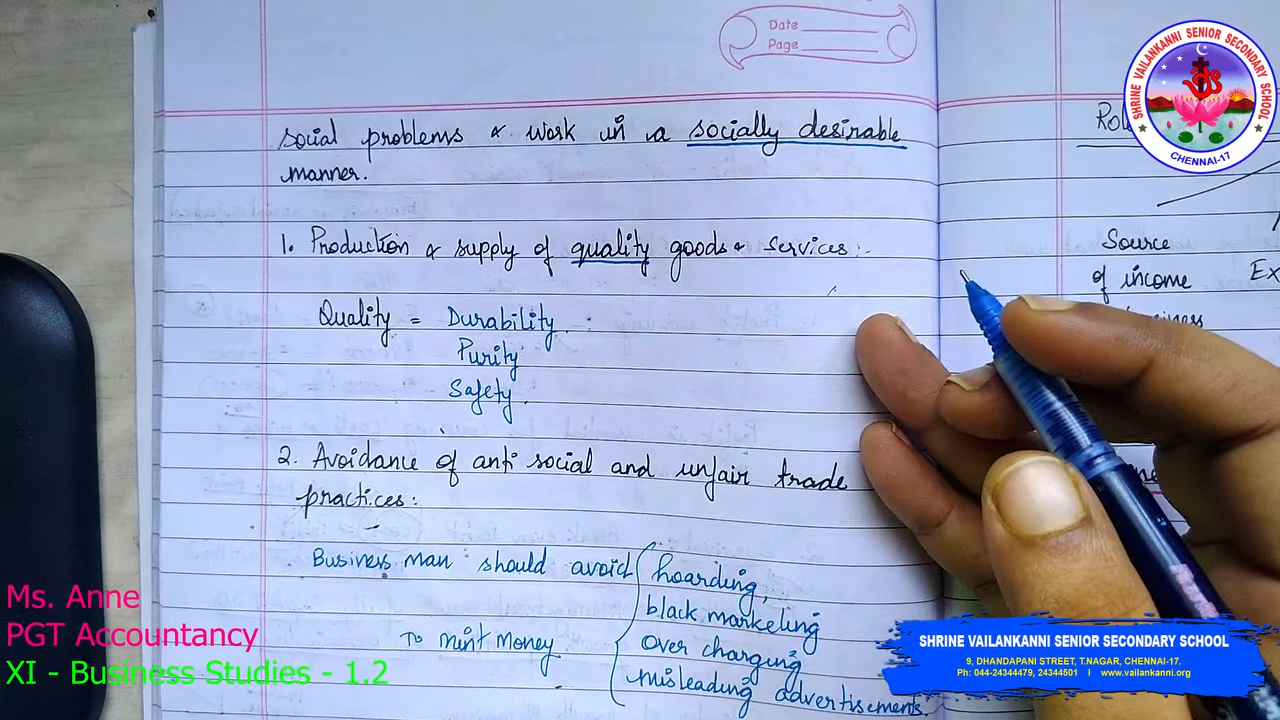 Date
Page
social problems & work in a socially desirable
manner.
1. Production & supply of quality goods & services:-
Quality = Durability.
Purity
Safety.
2. Avoidance of anti social and unfair trade
practices:
Business man should avoid hoarding,
black marketing
To mint money over charging
misleading advertisements.
Source
of income
Ms. Anne
PGT Accountancy
XI - Business Studies - 1.2
SHRINE VAILANKANNI SENIOR SECONDARY SCHOOL
CHENNAI-17
SHRINE VAILANKANNI SENIOR SECONDARY SCHOOL
9, DHANDAPANI STREET, T.NAGAR, CHENNAI-17.
Ph: 044-24344479, 24344501 I www.vailankanni.org